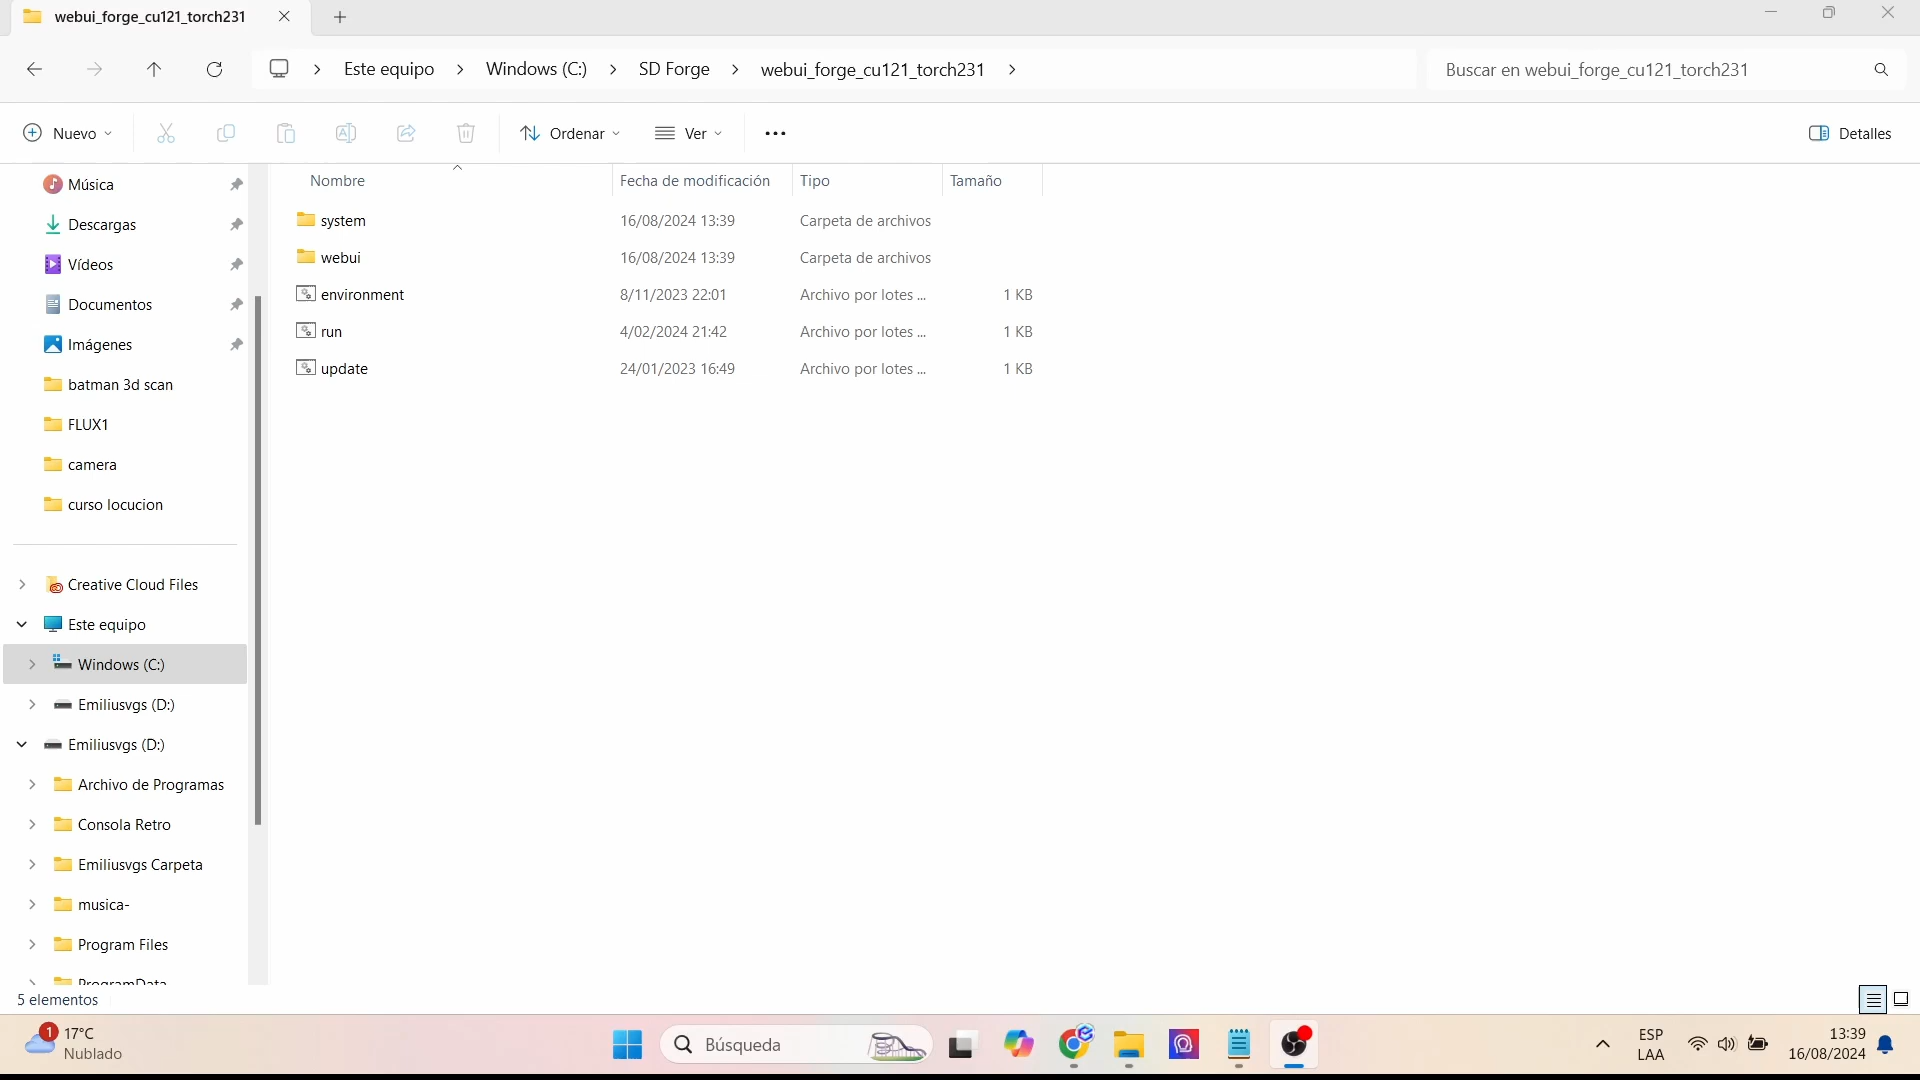 webui_forge_cu121_torch231
Este equipo > Windows (C:) > SD Forge > webui_forge_cu121_torch231 >
Buscar en webui_forge_cu121_torch231
Nuevo
Ordenar
Ver
Detalles
Música
Descargas
Vídeos
Documentos
Imágenes
batman 3d scan
FLUX1
camera
curso locucion
Creative Cloud Files
Este equipo
Windows (C:)
Emiliusvgs (D:)
Emiliusvgs (D:)
Archivo de Programas
Consola Retro
Emiliusvgs Carpeta
musica-
Program Files
ProgramData
Nombre Fecha de modificación Tipo Tamaño
system 16/08/2024 13:39 Carpeta de archivos
webui 16/08/2024 13:39 Carpeta de archivos
environment 8/11/2023 22:01 Archivo por lotes ... 1 KB
run 4/02/2024 21:42 Archivo por lotes ... 1 KB
update 24/01/2023 16:49 Archivo por lotes ... 1 KB
5 elementos
1
17°C
Nublado
Búsqueda
ESP
LAA
13:39
16/08/2024